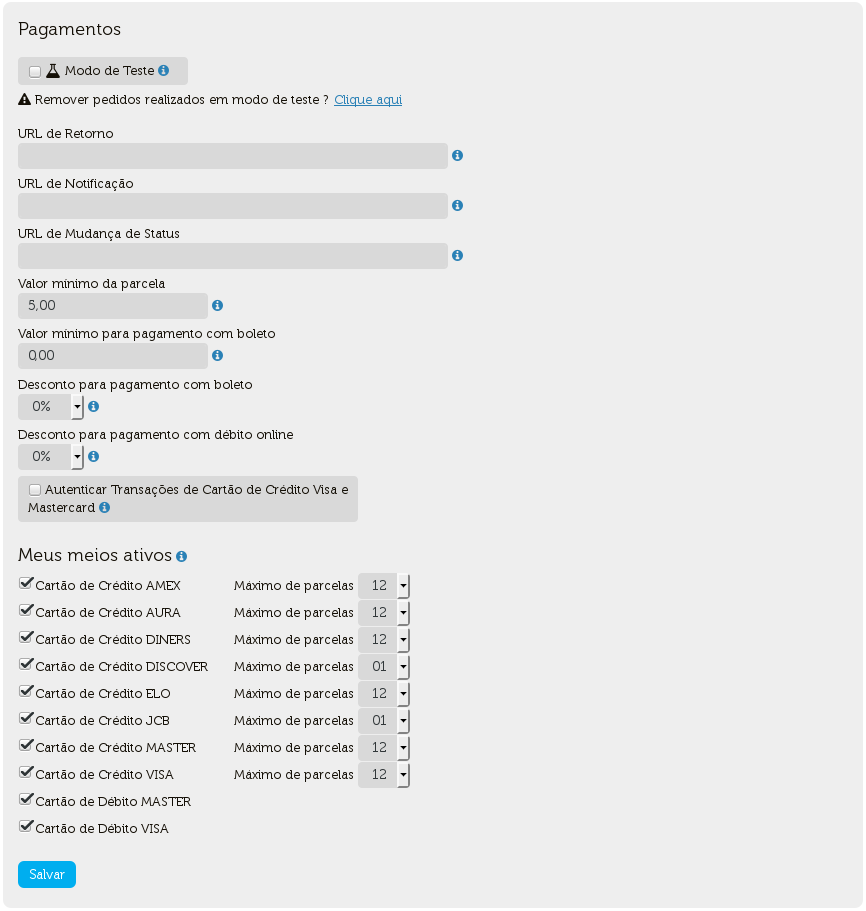 Pagamentos
Modo de Teste
Remover pedidos realizados em modo de teste ? Clique aqui
URL de Retorno
URL de Notificação
URL de Mudança de Status
Valor mínimo da parcela
5,00
Valor mínimo para pagamento com boleto
0,00
Desconto para pagamento com boleto
0%
Desconto para pagamento com débito online
0%
Autenticar Transações de Cartão de Crédito Visa e
Mastercard
Meus meios ativos
Cartão de Crédito AMEX Máximo de parcelas 12
Cartão de Crédito AURA Máximo de parcelas 12
Cartão de Crédito DINERS Máximo de parcelas 12
Cartão de Crédito DISCOVER Máximo de parcelas 01
Cartão de Crédito ELO Máximo de parcelas 12
Cartão de Crédito JCB Máximo de parcelas 01
Cartão de Crédito MASTER Máximo de parcelas 12
Cartão de Crédito VISA Máximo de parcelas 12
Cartão de Débito MASTER
Cartão de Débito VISA
Salvar